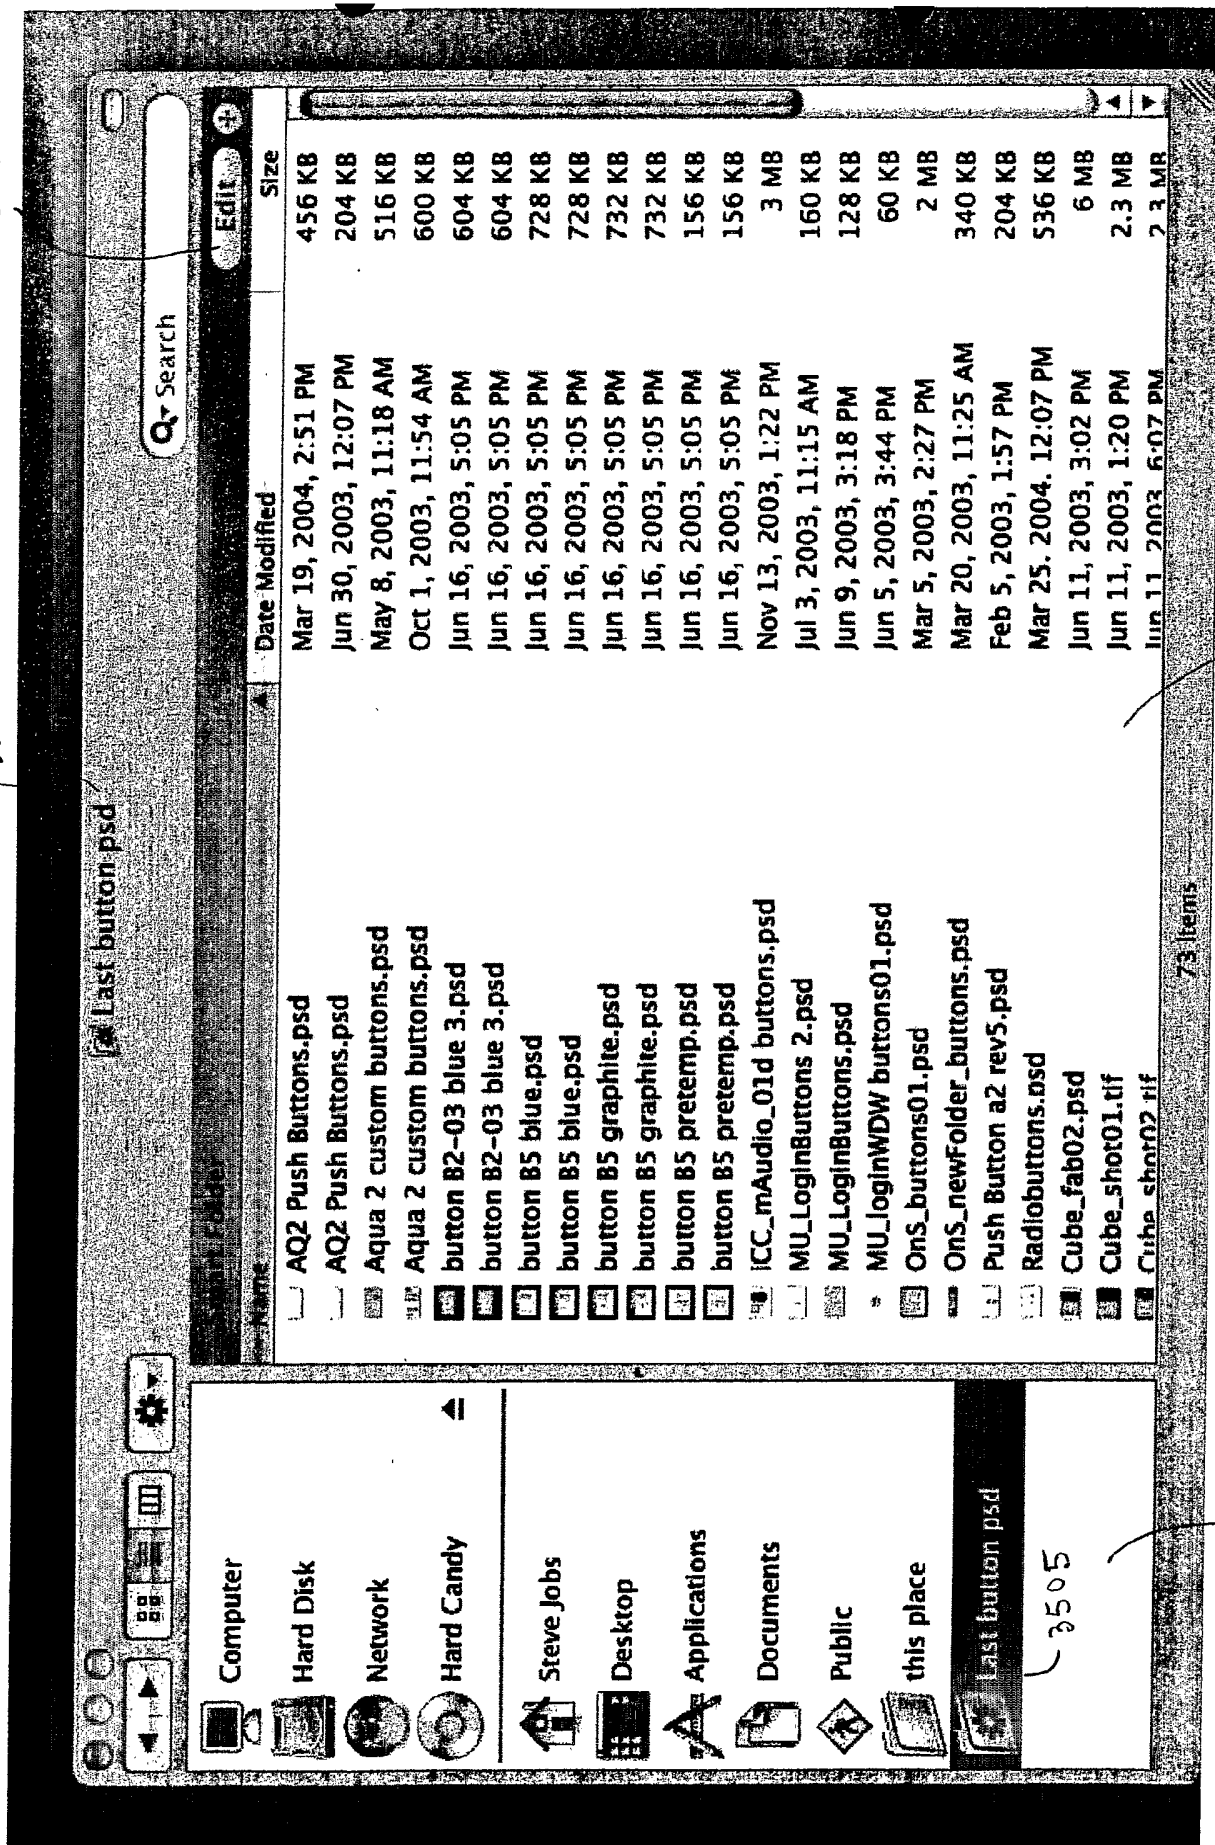 Last button psd
Search
Smart Folder
Edit
Name Date Modified Size
AQ2 Push Buttons.psd Mar 19, 2004, 2:51 PM 456 KB
AQ2 Push Buttons.psd Jun 30, 2003, 12:07 PM 204 KB
Aqua 2 custom buttons.psd May 8, 2003, 11:18 AM 516 KB
Aqua 2 custom buttons.psd Oct 1, 2003, 11:54 AM 600 KB
button B2-03 blue 3.psd Jun 16, 2003, 5:05 PM 604 KB
button B2-03 blue 3.psd Jun 16, 2003, 5:05 PM 604 KB
button B5 blue.psd Jun 16, 2003, 5:05 PM 728 KB
button B5 blue.psd Jun 16, 2003, 5:05 PM 728 KB
button B5 graphite.psd Jun 16, 2003, 5:05 PM 732 KB
button B5 graphite.psd Jun 16, 2003, 5:05 PM 732 KB
button B5 pretemp.psd Jun 16, 2003, 5:05 PM 156 KB
button B5 pretemp.psd Jun 16, 2003, 5:05 PM 156 KB
ICC_mAudio_01d buttons.psd Nov 13, 2003, 1:22 PM 3 MB
MU_LoginButtons 2.psd Jul 3, 2003, 11:15 AM 160 KB
MU_LoginButtons.psd Jun 9, 2003, 3:18 PM 128 KB
MU_loginWDW buttons01.psd Jun 5, 2003, 3:44 PM 60 KB
OnS_buttons01.psd Mar 5, 2003, 2:27 PM 2 MB
OnS_newFolder_buttons.psd Mar 20, 2003, 11:25 AM 340 KB
Push Button a2 rev5.psd Feb 5, 2003, 1:57 PM 204 KB
Radiobuttons.psd Mar 25, 2004, 12:07 PM 536 KB
Cube_fab02.psd Jun 11, 2003, 3:02 PM 6 MB
Cube_shot01.tif Jun 11, 2003, 1:20 PM 2.3 MB
Cube_shot02.tif Jun 11, 2003, 6:07 PM 2.3 MB
Computer
Hard Disk
Network
Hard Candy
Steve Jobs
Desktop
Applications
Documents
Public
this place
Last button psd
3505
73 items